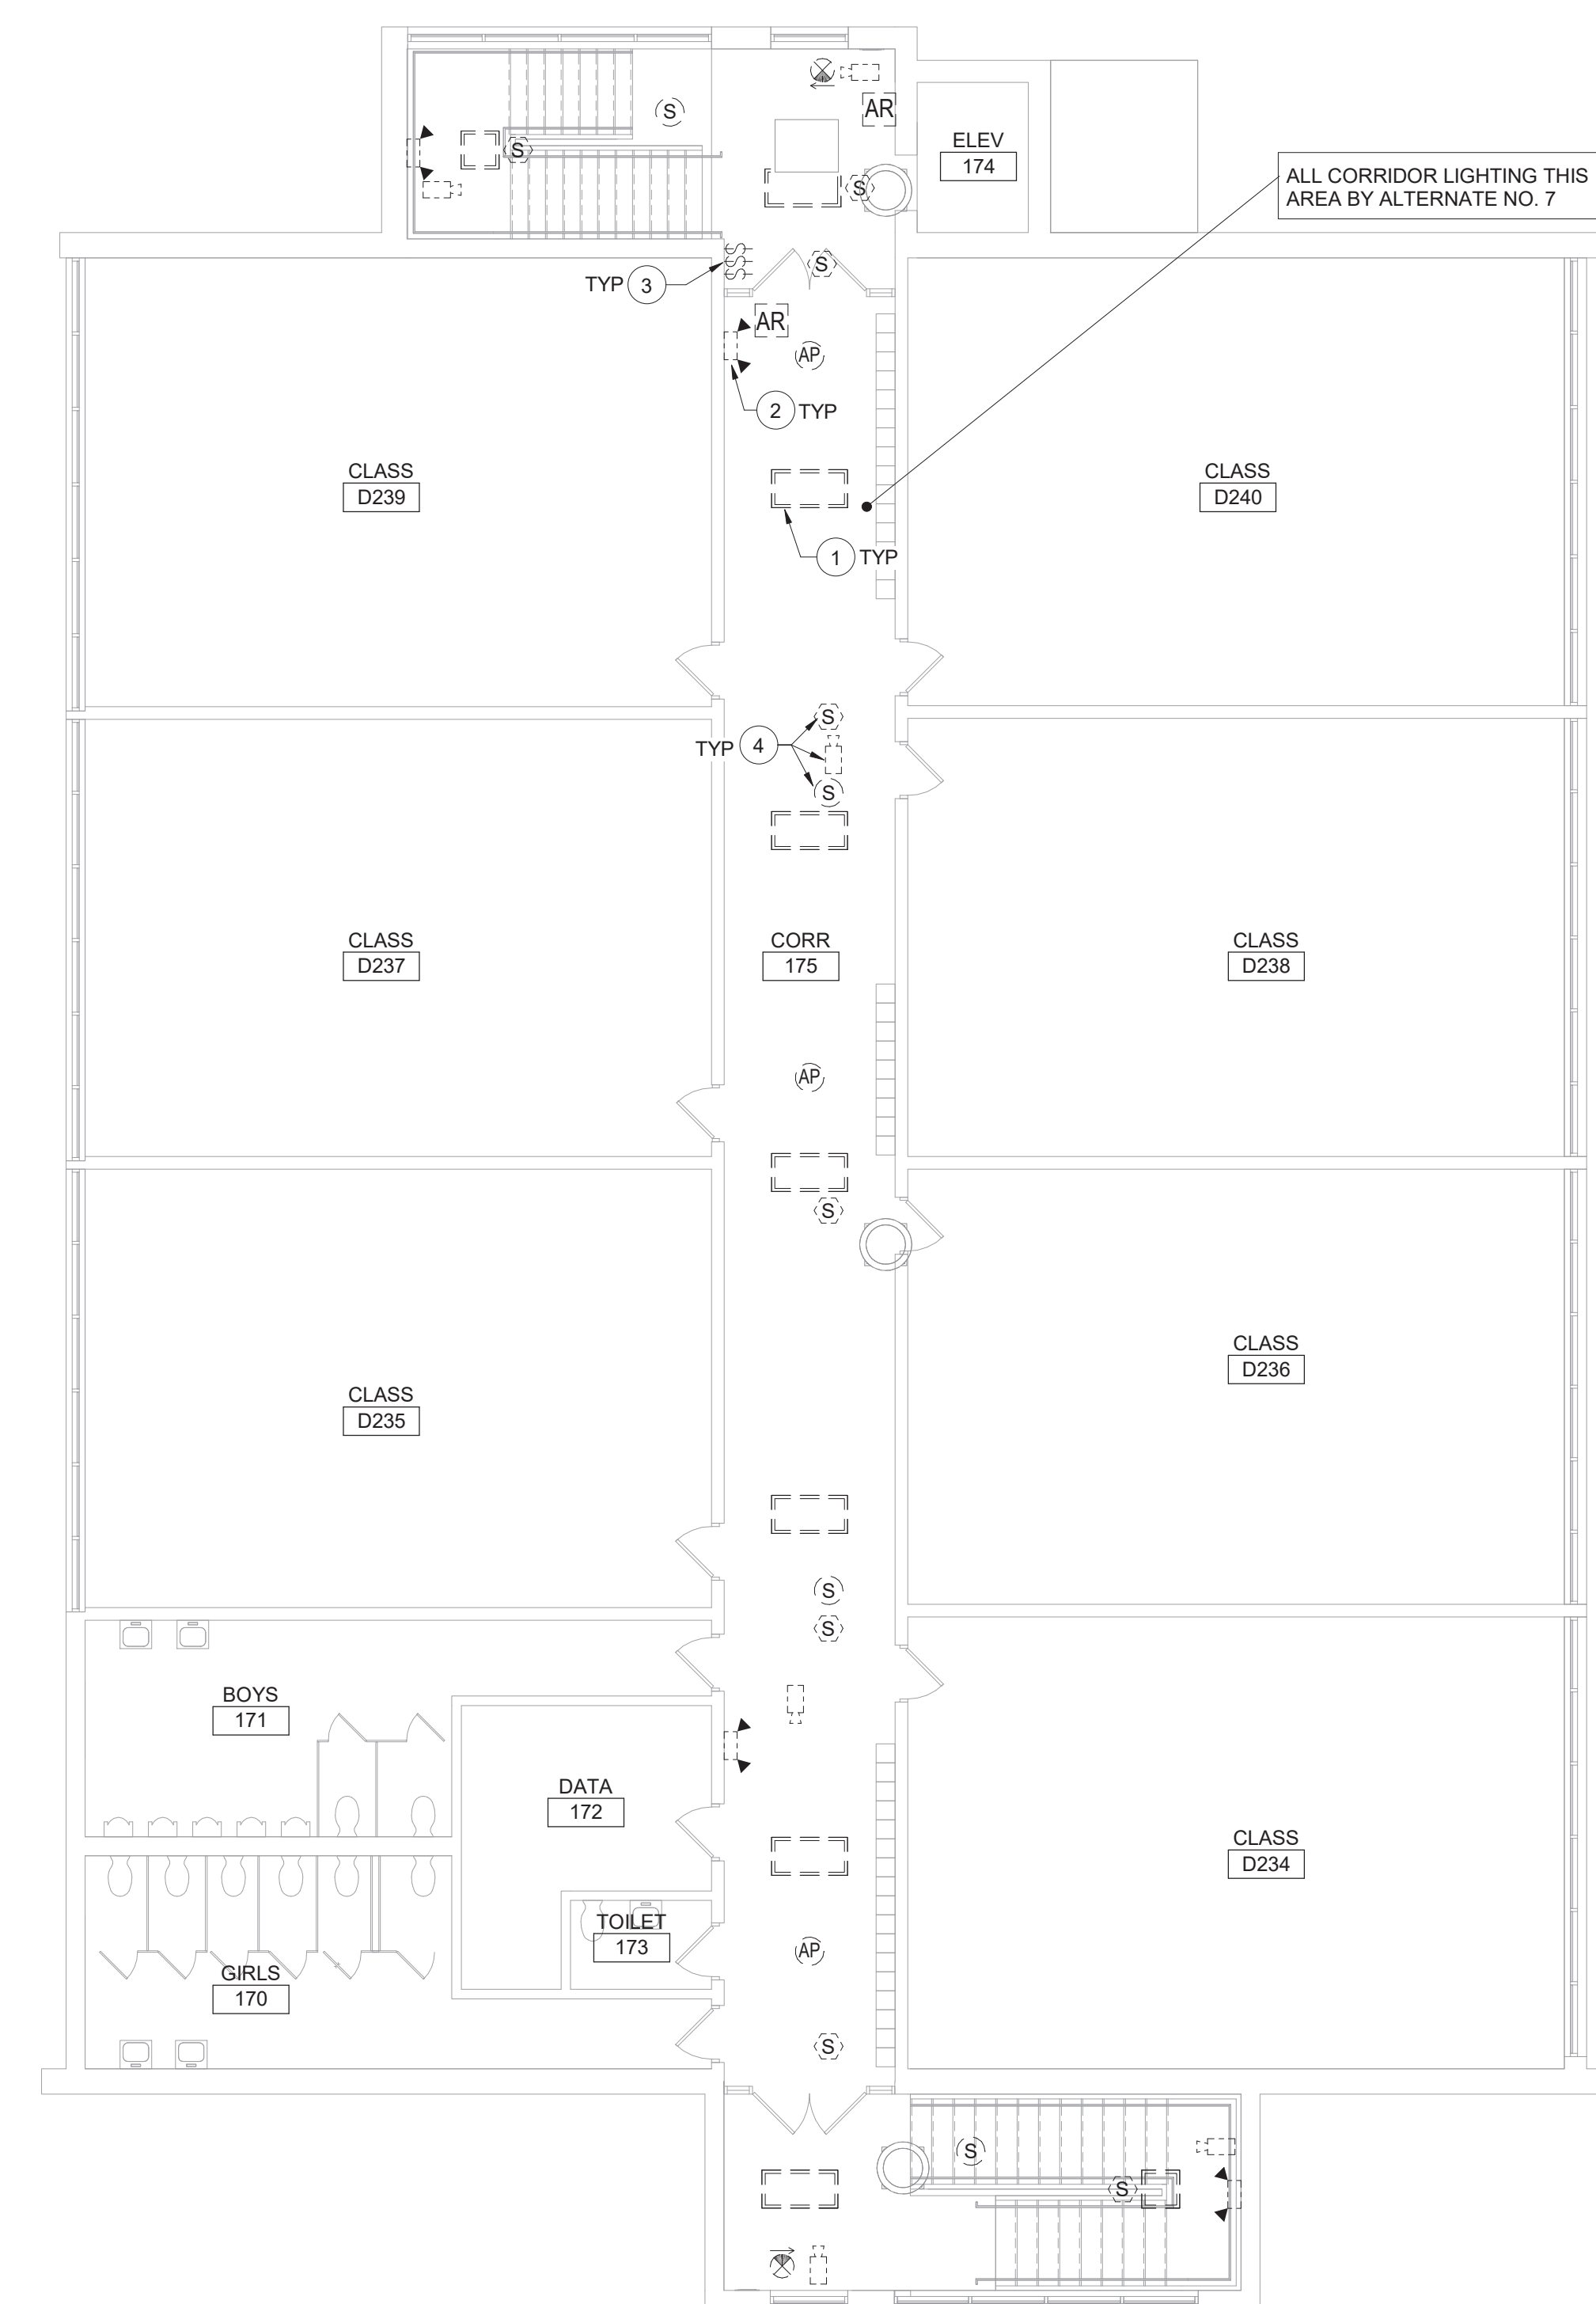 S
AR
ELEV
174
S
S
ALL CORRIDOR LIGHTING THIS
AREA BY ALTERNATE NO. 7
SSS
S
TYP 3
AR
AP
2 TYP
CLASS
D239
CLASS
D240
1 TYP
S
TYP 4
S
CLASS
D237
CORR
175
CLASS
D238
AP
S
CLASS
D236
CLASS
D235
S
S
BOYS
171
DATA
172
CLASS
D234
TOILET
173
AP
GIRLS
170
S
S
S